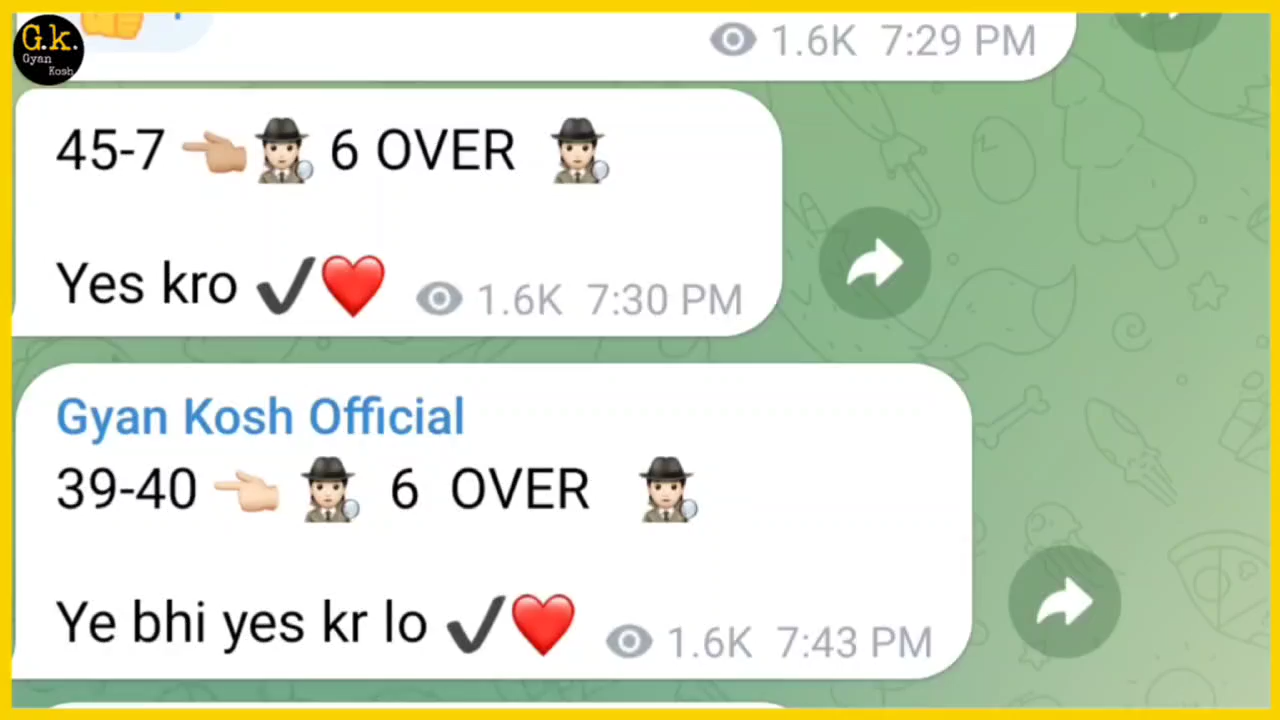 G.k.
Gyan
Kosh
1.6K 7:29 PM
45-7 👈🏼🕵🏻 6 OVER 🕵🏻
Yes kro ✔️❤️ 1.6K 7:30 PM
Gyan Kosh Official
39-40 👈🏻🕵🏻 6 OVER 🕵🏻
Ye bhi yes kr lo ✔️❤️ 1.6K 7:43 PM